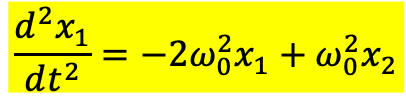 d²x₁/dt² = −2ω₀²x₁ + ω₀²x₂